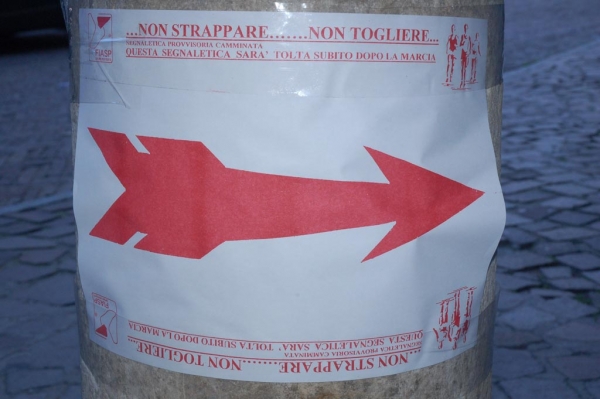 ...NON STRAPPARE.......NON TOGLIERE...
SEGNALETICA PROVVISORIA CAMMINATA
QUESTA SEGNALETICA SARA' TOLTA SUBITO DOPO LA MARCIA
FIASP
...NON STRAPPARE.......NON TOGLIERE...
SEGNALETICA PROVVISORIA CAMMINATA
QUESTA SEGNALETICA SARA' TOLTA SUBITO DOPO LA MARCIA
FIASP